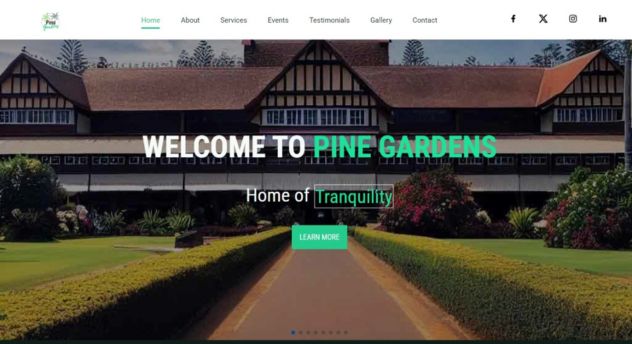 Pine
Gardens
Home About Services Events Testimonials Gallery Contact
WELCOME TO PINE GARDENS
Home of Tranquility
LEARN MORE